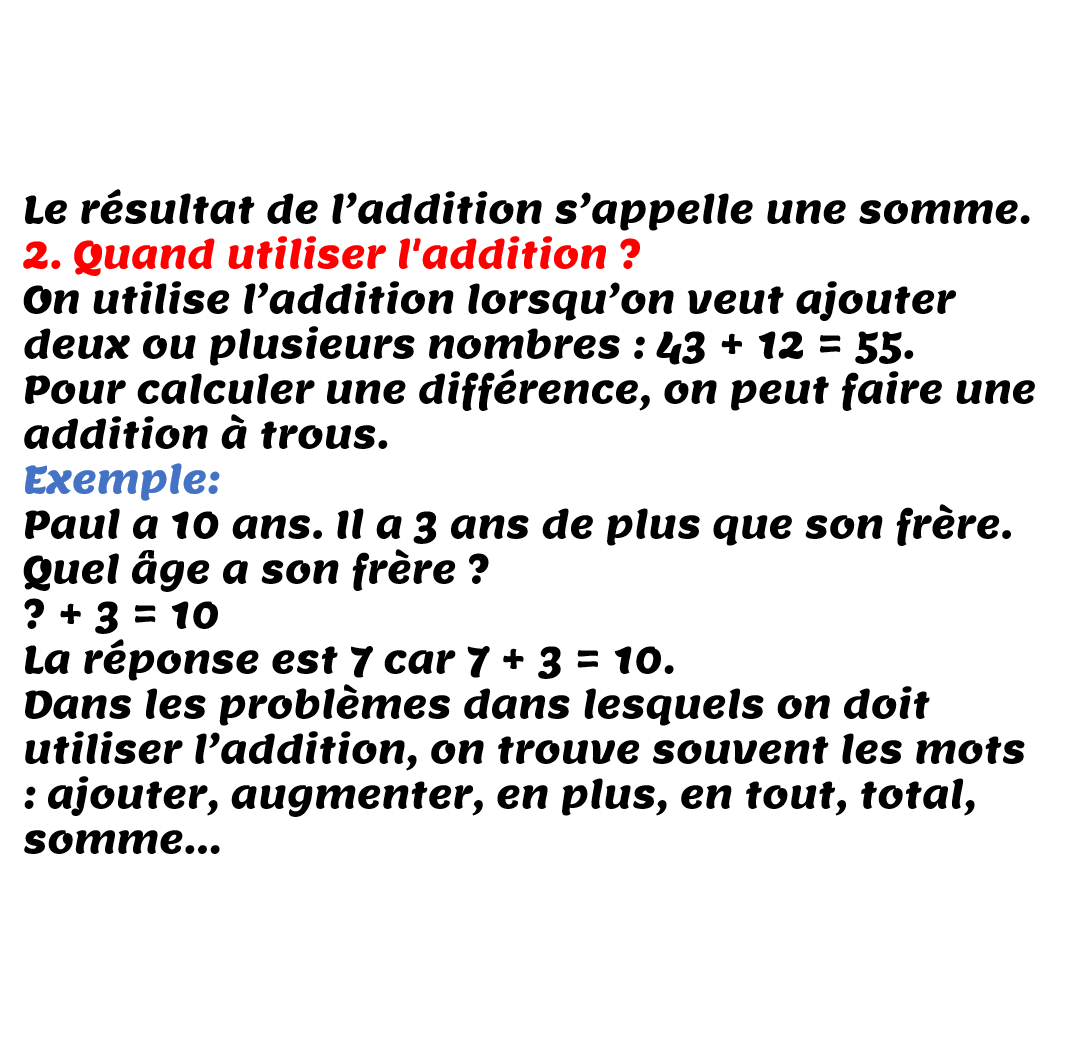 Le résultat de l’addition s’appelle une somme.
2. Quand utiliser l'addition ?
On utilise l’addition lorsqu’on veut ajouter
deux ou plusieurs nombres : 43 + 12 = 55.
Pour calculer une différence, on peut faire une
addition à trous.
Exemple:
Paul a 10 ans. Il a 3 ans de plus que son frère.
Quel âge a son frère ?
? + 3 = 10
La réponse est 7 car 7 + 3 = 10.
Dans les problèmes dans lesquels on doit
utiliser l’addition, on trouve souvent les mots
: ajouter, augmenter, en plus, en tout, total,
somme...